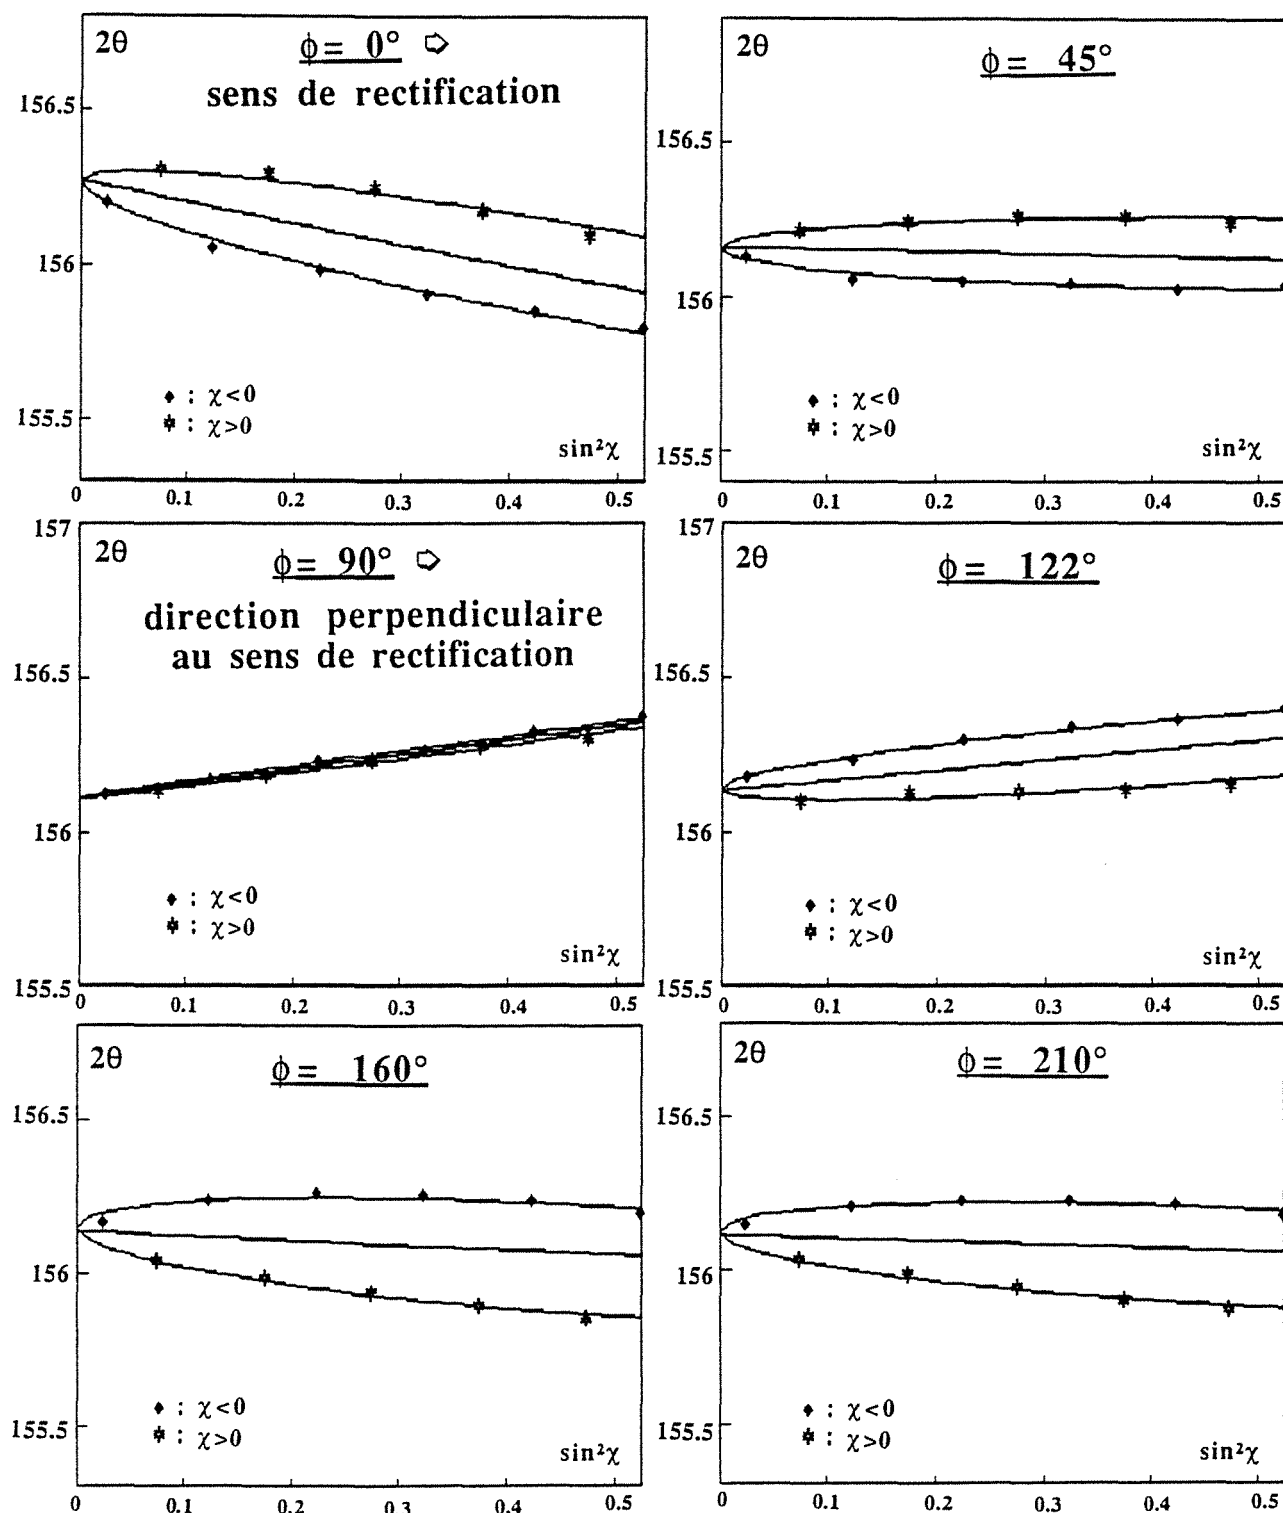 2θ
ϕ= 0° ⇨
sens de rectification
156.5
156
155.5
♦ : χ<0
✡ : χ>0
sin²χ
0 0.1 0.2 0.3 0.4 0.5
2θ
ϕ= 45°
156.5
156
155.5
♦ : χ<0
✡ : χ>0
sin²χ
0 0.1 0.2 0.3 0.4 0.5
157
2θ
ϕ= 90° ⇨
direction perpendiculaire
au sens de rectification
156.5
156
155.5
♦ : χ<0
✡ : χ>0
sin²χ
0 0.1 0.2 0.3 0.4 0.5
157
2θ
ϕ= 122°
156.5
156
155.5
♦ : χ<0
✡ : χ>0
sin²χ
0 0.1 0.2 0.3 0.4 0.5
2θ
ϕ= 160°
156.5
156
155.5
♦ : χ<0
✡ : χ>0
sin²χ
0 0.1 0.2 0.3 0.4 0.5
2θ
ϕ= 210°
156.5
156
155.5
♦ : χ<0
✡ : χ>0
sin²χ
0 0.1 0.2 0.3 0.4 0.5